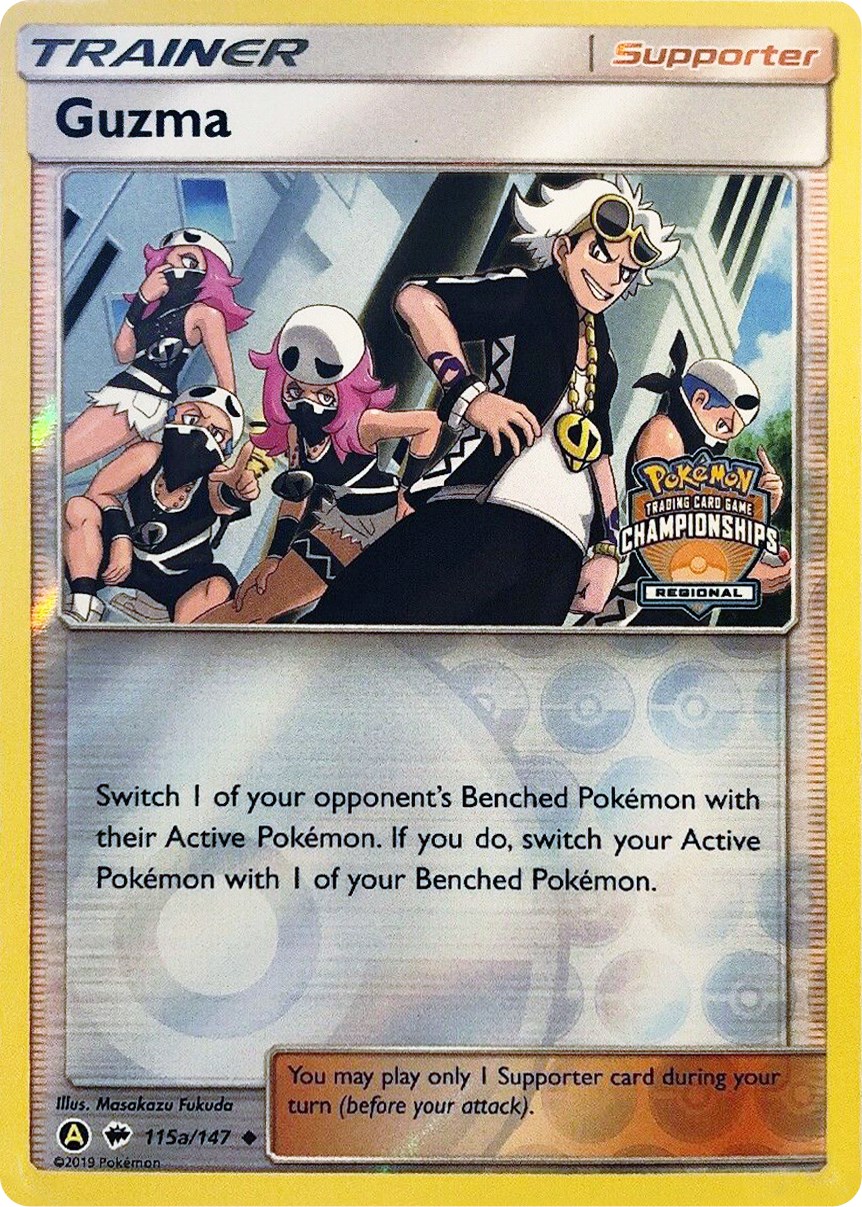 TRAINER
Supporter
Guzma
POKéMON
TRADING CARD GAME
CHAMPIONSHIPS
REGIONAL
Switch 1 of your opponent's Benched Pokémon with
their Active Pokémon. If you do, switch your Active
Pokémon with 1 of your Benched Pokémon.
You may play only 1 Supporter card during your
turn (before your attack).
Illus. Masakazu Fukuda
A 115a/147
©2019 Pokémon